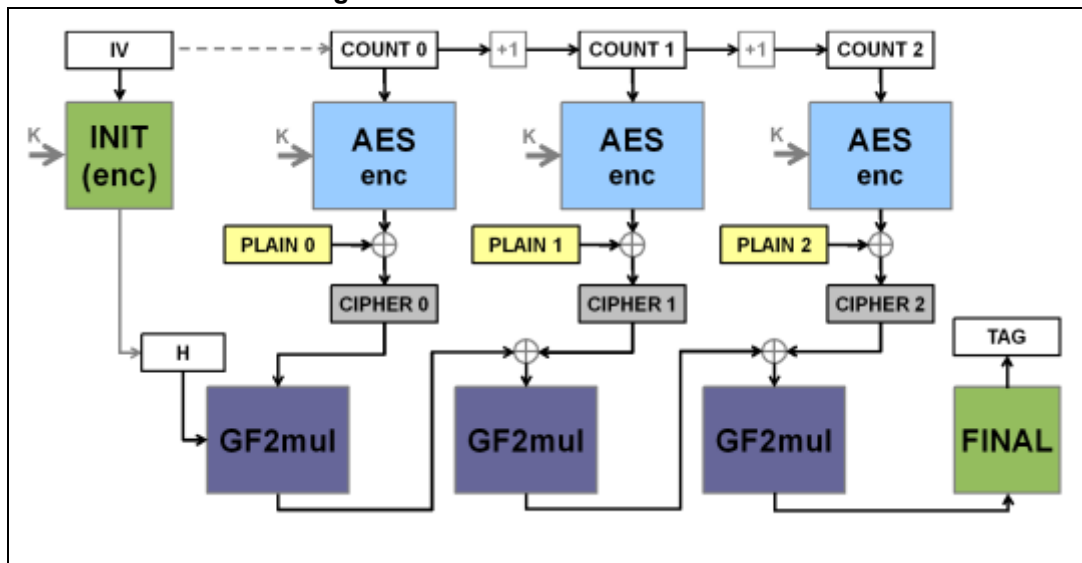 IV
COUNT 0
+1
COUNT 1
+1
COUNT 2
K
INIT
(enc)
K
AES
enc
K
AES
enc
K
AES
enc
PLAIN 0
PLAIN 1
PLAIN 2
CIPHER 0
CIPHER 1
CIPHER 2
H
TAG
GF2mul
GF2mul
GF2mul
FINAL